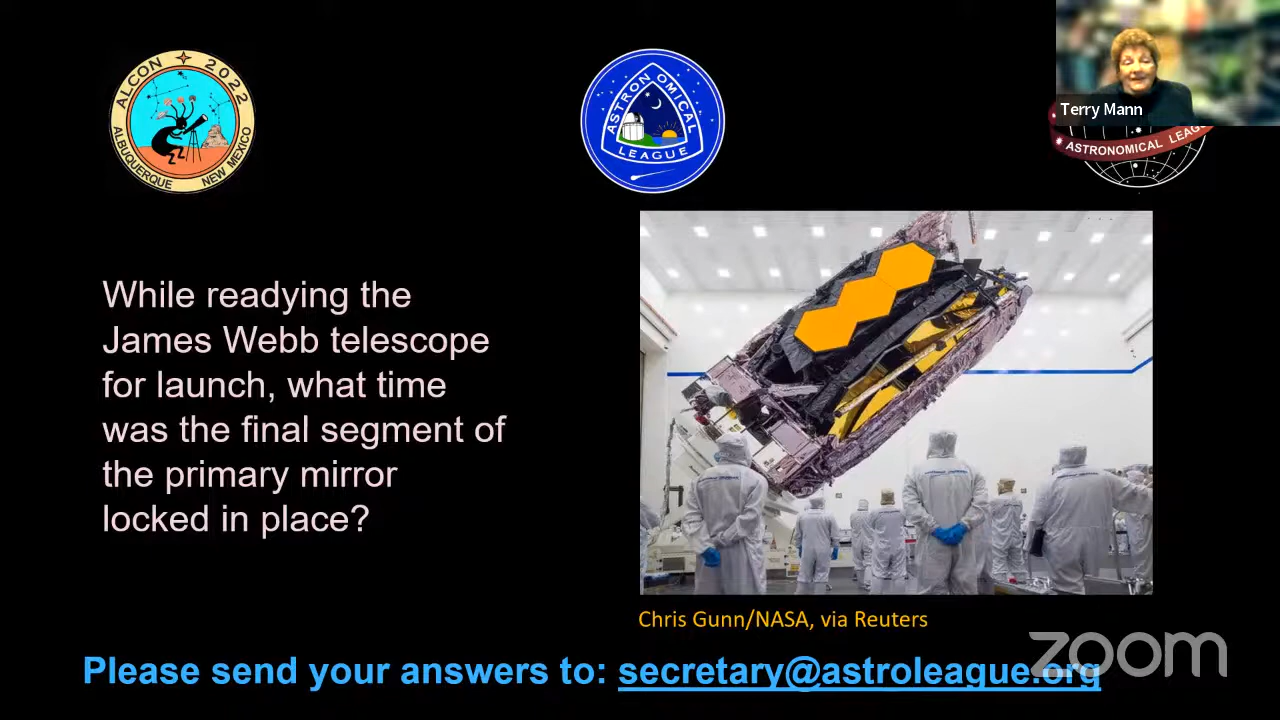 ALCON 2022
ALBUQUERQUE NEW MEXICO
ASTRONOMICAL
LEAGUE
Terry Mann
ASTRONOMICAL
While readying the
James Webb telescope
for launch, what time
was the final segment of
the primary mirror
locked in place?
Chris Gunn/NASA, via Reuters
Please send your answers to: secretary@astroleague.org
zoom